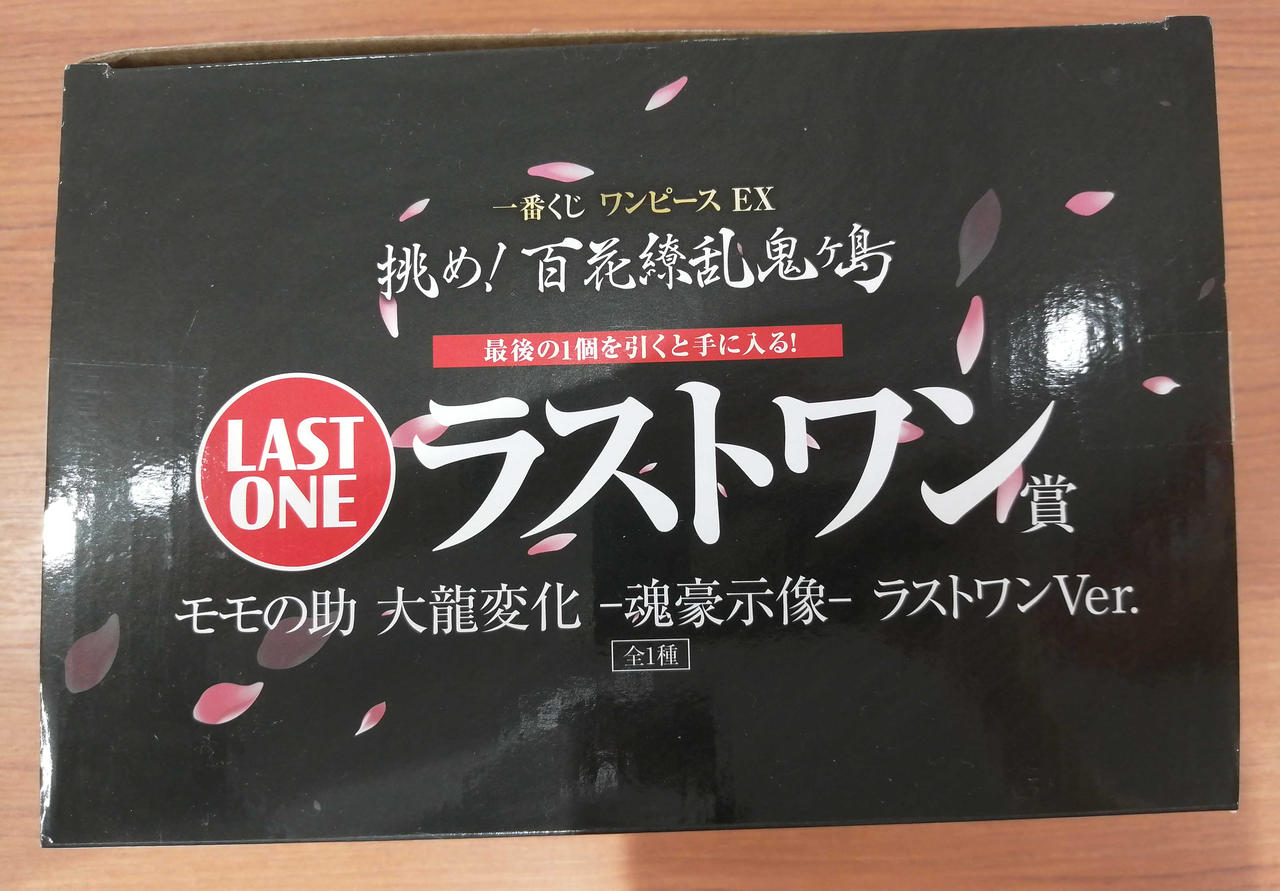 一番くじ ワンピース EX
挑め!百花繚乱鬼ヶ島
最後の1個を引くと手に入る!
LAST
ONE
ラストワン賞
モモの助 大龍変化 -魂豪示像- ラストワンVer.
全1種